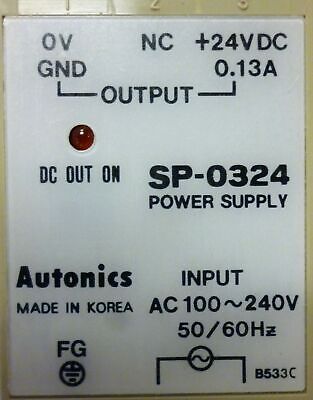 0V NC +24VDC
GND 0.13A
OUTPUT
DC OUT ON SP-0324
POWER SUPPLY
Autonics INPUT
MADE IN KOREA AC 100~240V
50/60Hz
FG
B533C